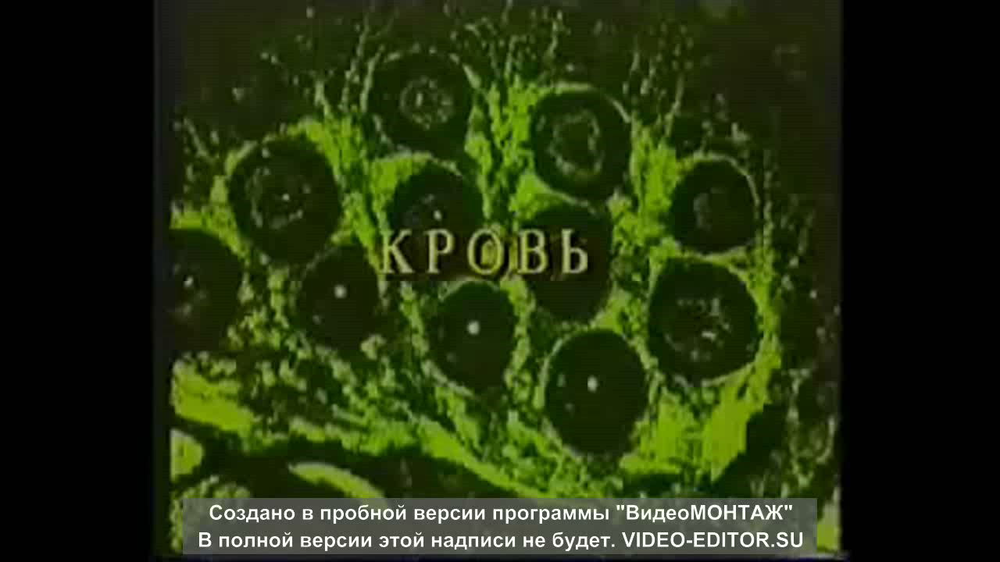 КРОВЬ
Создано в пробной версии программы "ВидеоМОНТАЖ"
В полной версии этой надписи не будет. VIDEO-EDITOR.SU